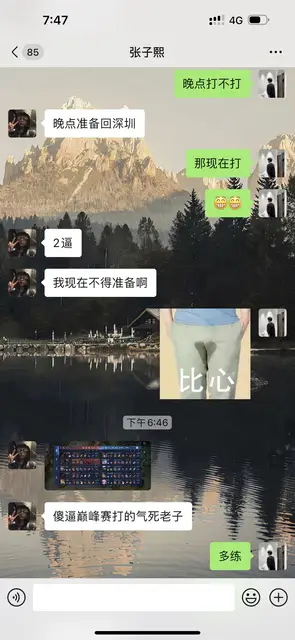 7:47
4G
85
张子熙
晚点打不打
晚点准备回深圳
那现在打
😁😁
2逼
我现在不得准备啊
比心
下午6:46
傻逼巅峰赛打的气死老子
多练